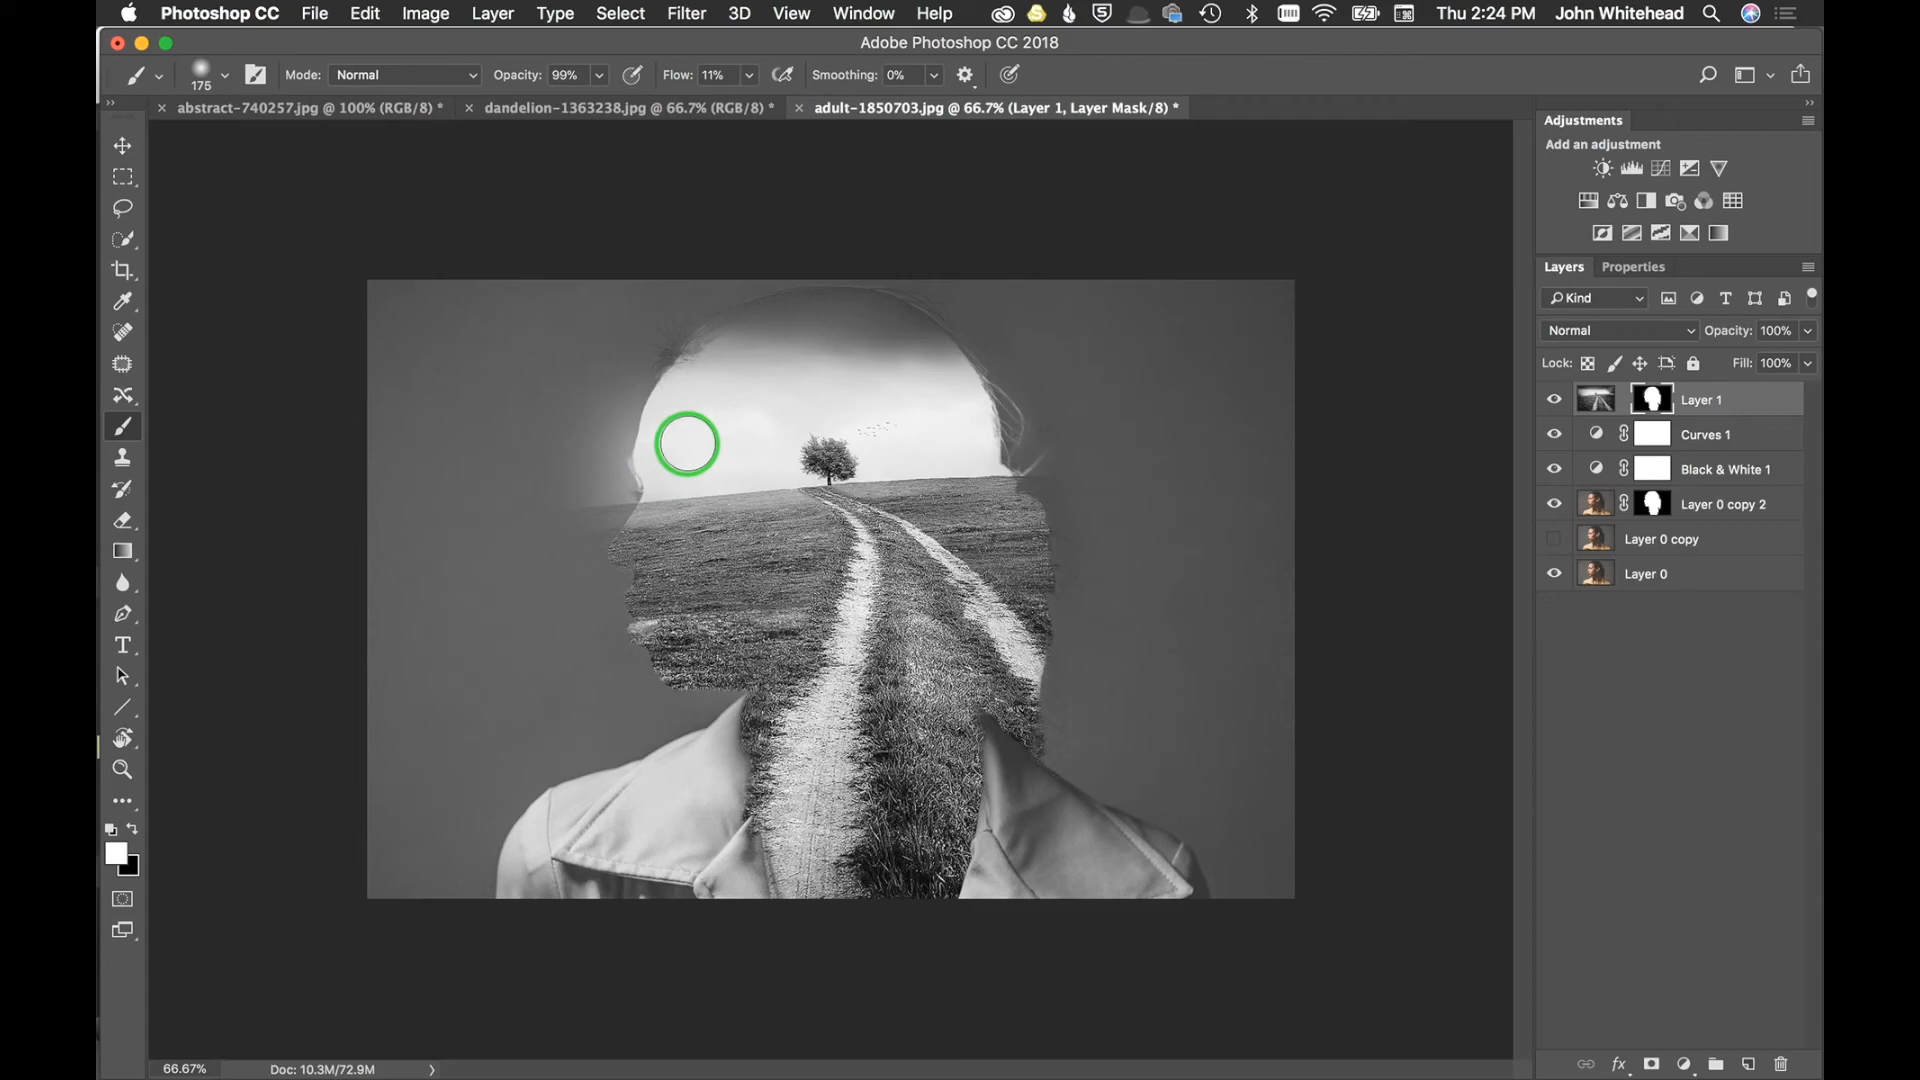 Photoshop CC File Edit Image Layer Type Select Filter 3D View Window Help Thu 2:24 PM John Whitehead
Adobe Photoshop CC 2018
175 Mode: Normal Opacity: 99% Flow: 11% Smoothing: 0%
abstract-740257.jpg @ 100% (RGB/8) * dandelion-1363238.jpg @ 66.7% (RGB/8) * adult-1850703.jpg @ 66.7% (Layer 1, Layer Mask/8) *
Adjustments
Add an adjustment
Layers Properties
Kind
Normal Opacity: 100%
Lock: Fill: 100%
Layer 1
Curves 1
Black & White 1
Layer 0 copy 2
Layer 0 copy
Layer 0
66.67% Doc: 10.3M/72.9M